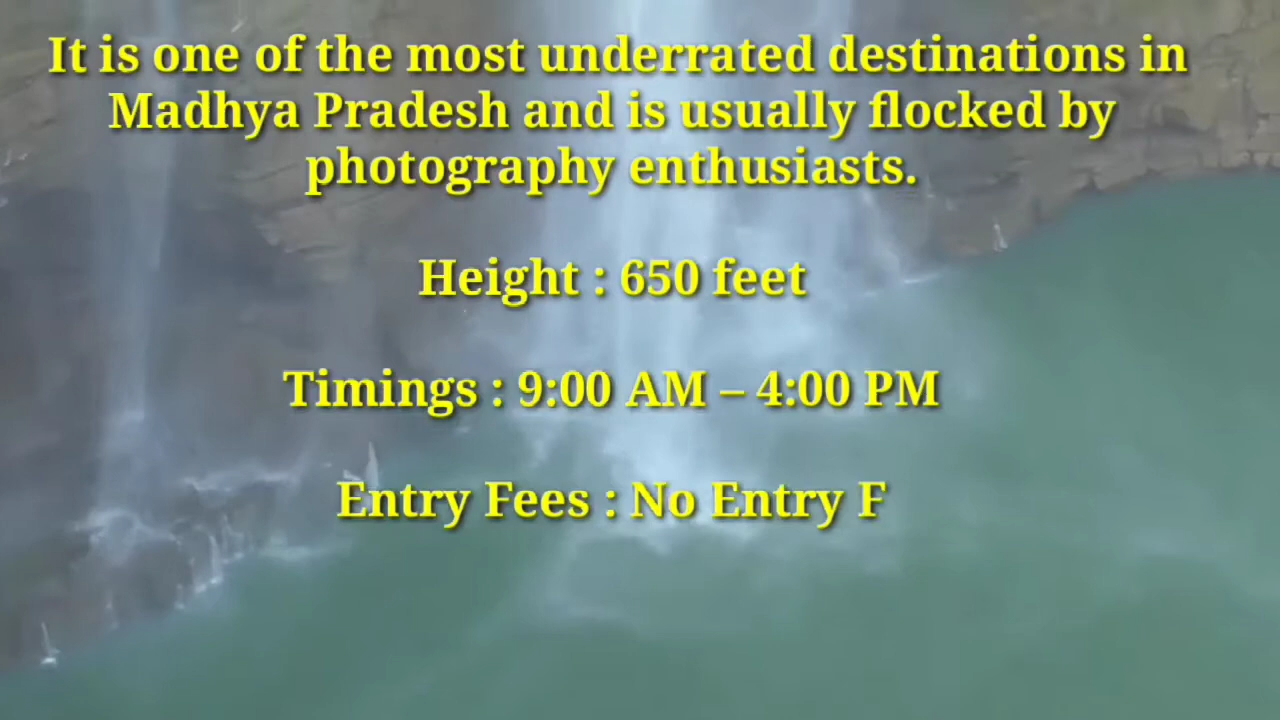 It is one of the most underrated destinations in
Madhya Pradesh and is usually flocked by
photography enthusiasts.
Height : 650 feet
Timings : 9:00 AM – 4:00 PM
Entry Fees : No Entry F